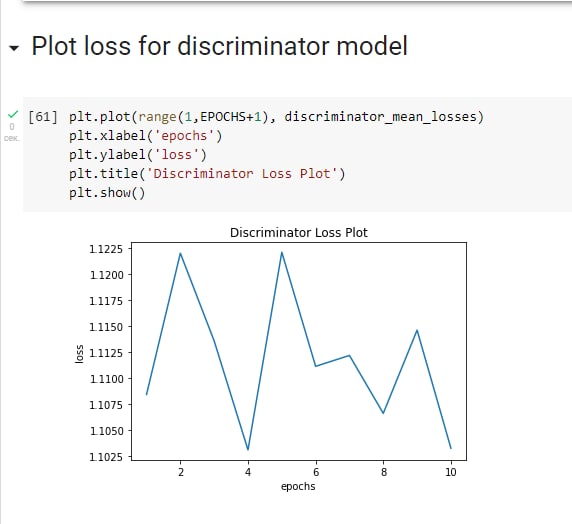 Plot loss for discriminator model
[61] plt.plot(range(1,EPOCHS+1), discriminator_mean_losses)
0
сек.
plt.xlabel('epochs')
plt.ylabel('loss')
plt.title('Discriminator Loss Plot')
plt.show()
Discriminator Loss Plot
1.1225
1.1200
1.1175
1.1150
1.1125
1.1100
1.1075
1.1050
1.1025
loss
2 4 6 8 10
epochs